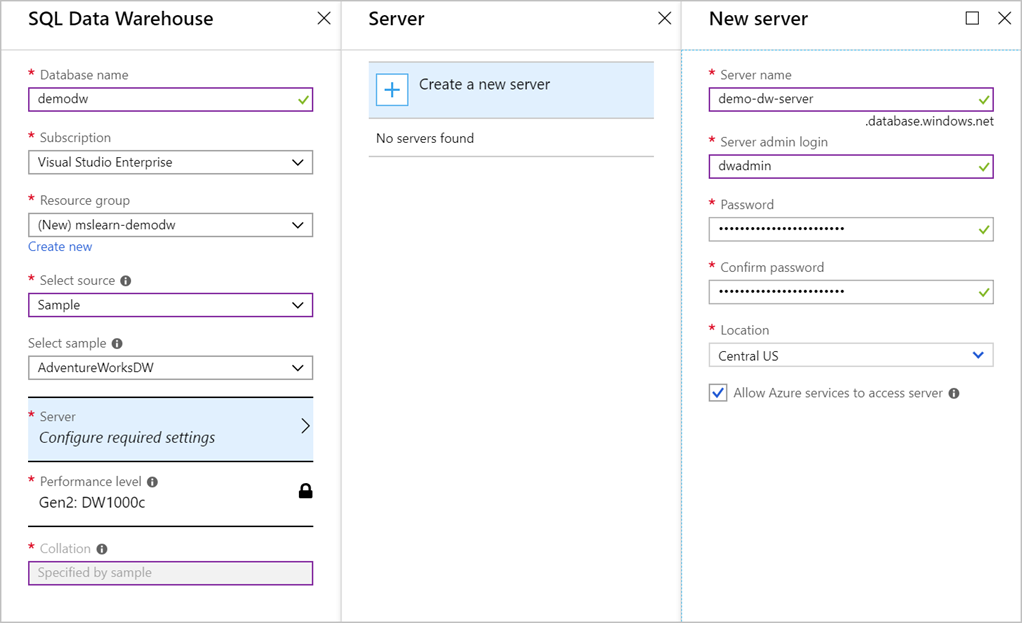 SQL Data Warehouse
* Database name
demodw
* Subscription
Visual Studio Enterprise
* Resource group
(New) mslearn-demodw
Create new
* Select source
Sample
Select sample
AdventureWorksDW
* Server
Configure required settings
* Performance level
Gen2: DW1000c
* Collation
Specified by sample
Server
Create a new server
No servers found
New server
* Server name
demo-dw-server
.database.windows.net
* Server admin login
dwadmin
* Password
••••••••••••••••••••••••
* Confirm password
••••••••••••••••••••••••
* Location
Central US
Allow Azure services to access server